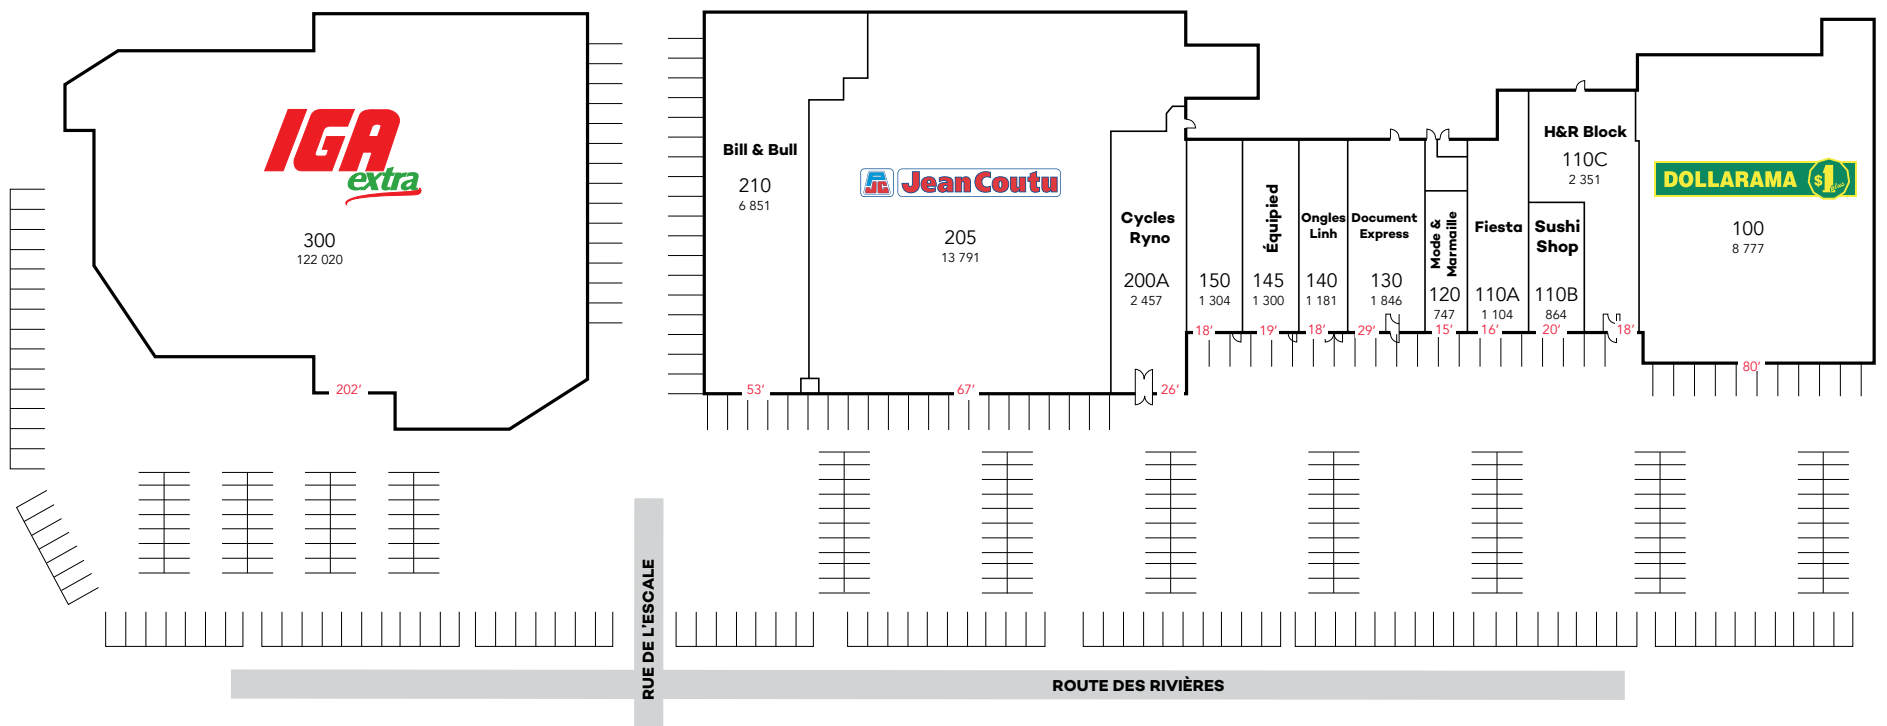 IGA
extra
300
122 020
202'
Bill & Bull
210
6 851
53'
PJC
Jean Coutu
205
13 791
67'
Cycles
Ryno
200A
2 457
26'
150
1 304
18'
Équipied
145
1 300
19'
Ongles
Linh
140
1 181
18'
Document
Express
130
1 846
29'
Mode &
Marmaille
120
747
15'
Fiesta
110A
1 104
16'
Sushi
Shop
110B
864
20'
H&R Block
110C
2 351
18'
DOLLARAMA $1 plus
100
8 777
80'
RUE DE L'ESCALE
ROUTE DES RIVIÈRES